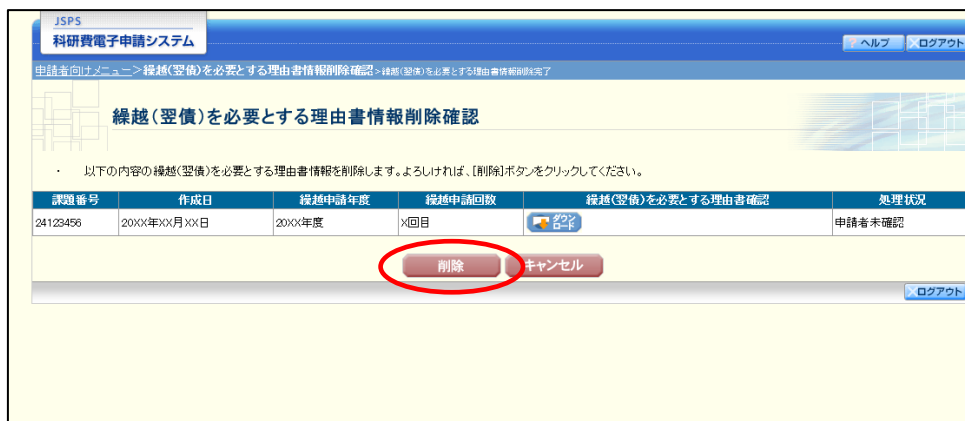 JSPS
科研費電子申請システム
? ヘルプ
×ログアウト
申請者向けメニュー>繰越(翌債)を必要とする理由書情報削除確認>繰越(翌債)を必要とする理由書情報削除完了
繰越(翌債)を必要とする理由書情報削除確認
・ 以下の内容の繰越(翌債)を必要とする理由書情報を削除します。よろしければ、[削除]ボタンをクリックしてください。
課題番号 作成日 繰越申請年度 繰越申請回数 繰越(翌債)を必要とする理由書確認 処理状況
24123456 20XX年XX月XX日 20XX年度 X回目 ダウンロード 申請者未確認
削除 キャンセル
×ログアウト